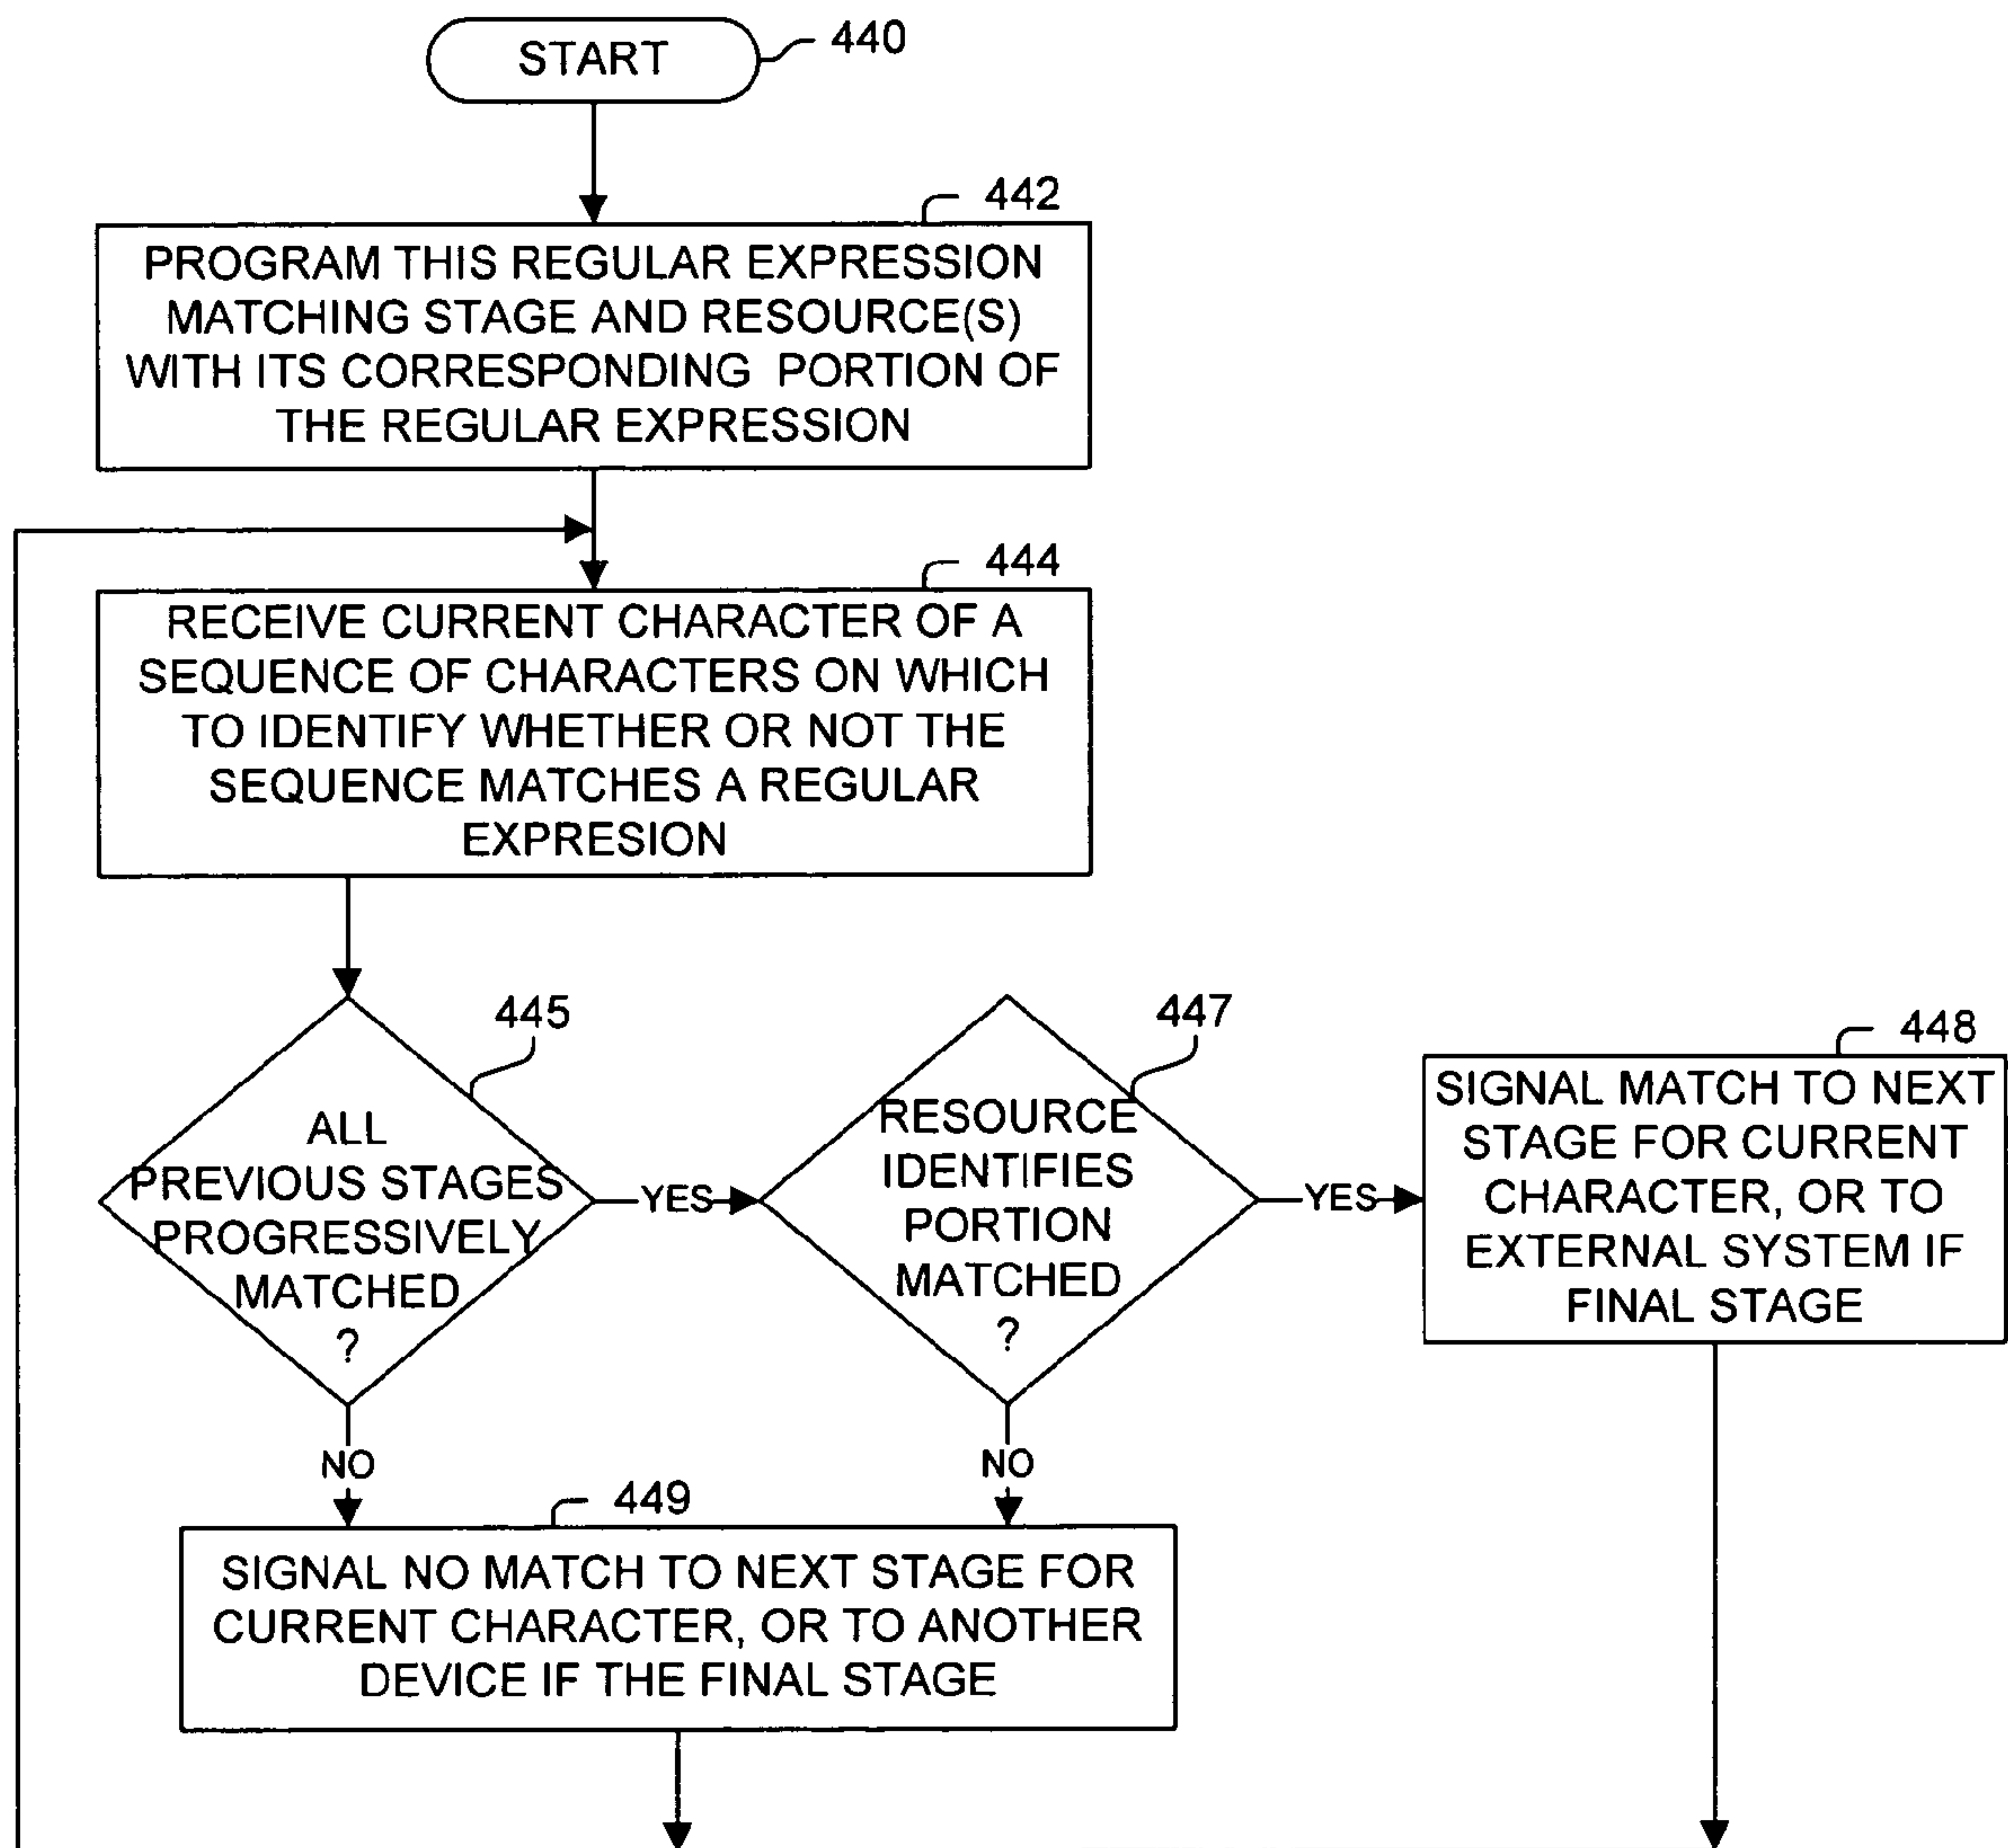 START
440
442
PROGRAM THIS REGULAR EXPRESSION
MATCHING STAGE AND RESOURCE(S)
WITH ITS CORRESPONDING PORTION OF
THE REGULAR EXPRESSION
444
RECEIVE CURRENT CHARACTER OF A
SEQUENCE OF CHARACTERS ON WHICH
TO IDENTIFY WHETHER OR NOT THE
SEQUENCE MATCHES A REGULAR
EXPRESION
445
ALL
PREVIOUS STAGES
PROGRESSIVELY
MATCHED
?
YES
447
RESOURCE
IDENTIFIES
PORTION
MATCHED
?
YES
448
SIGNAL MATCH TO NEXT
STAGE FOR CURRENT
CHARACTER, OR TO
EXTERNAL SYSTEM IF
FINAL STAGE
NO
NO
449
SIGNAL NO MATCH TO NEXT STAGE FOR
CURRENT CHARACTER, OR TO ANOTHER
DEVICE IF THE FINAL STAGE